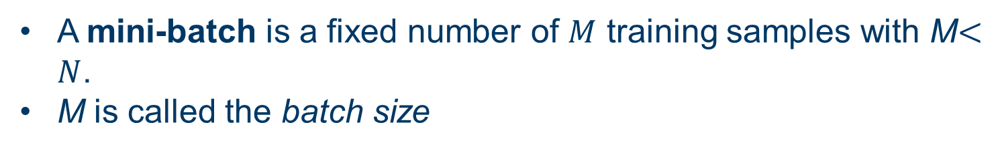 • A mini-batch is a fixed number of M training samples with M<
N.
• M is called the batch size